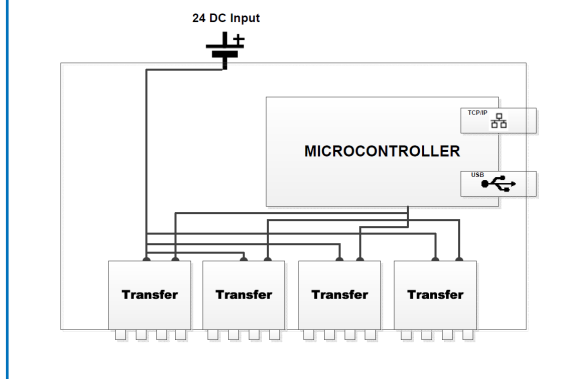 24 DC Input
+
TCP/IP
MICROCONTROLLER
USB
Transfer
Transfer
Transfer
Transfer